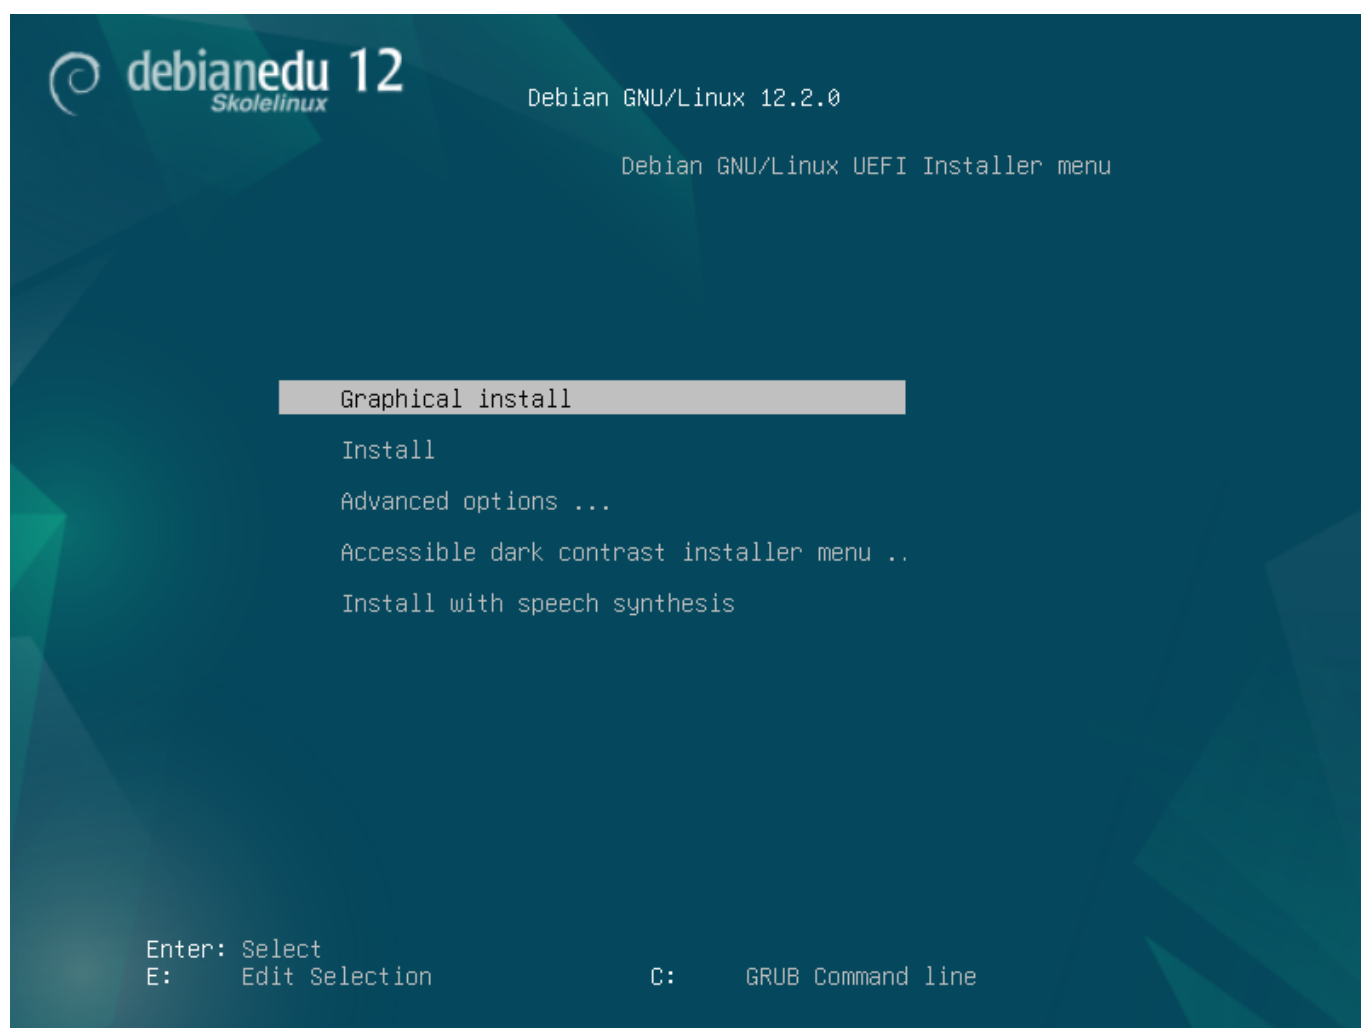 debianedu 12
Skolelinux
Debian GNU/Linux 12.2.0
Debian GNU/Linux UEFI Installer menu
Graphical install
Install
Advanced options ...
Accessible dark contrast installer menu ..
Install with speech synthesis
Enter: Select
E: Edit Selection C: GRUB Command line